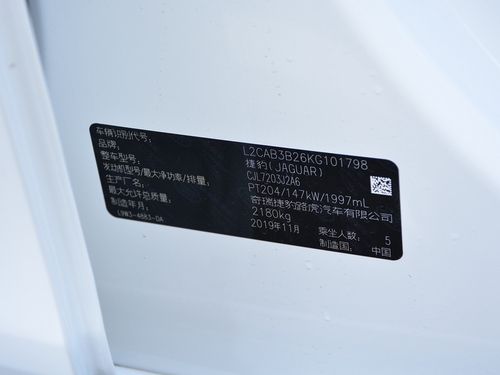 车辆识别代号: L2CAB3B26KG101798
品牌: 捷豹(JAGUAR)
整车型号: CJL7203J2A6
发动机型号/最大净功率/排量: PT204/147kW/1997mL
生产厂名: 奇瑞捷豹路虎汽车有限公司
最大允许总质量: 2180kg 乘坐人数: 5
制造年月: 2019年11月 制造国: 中国
L9W3-4883-DA